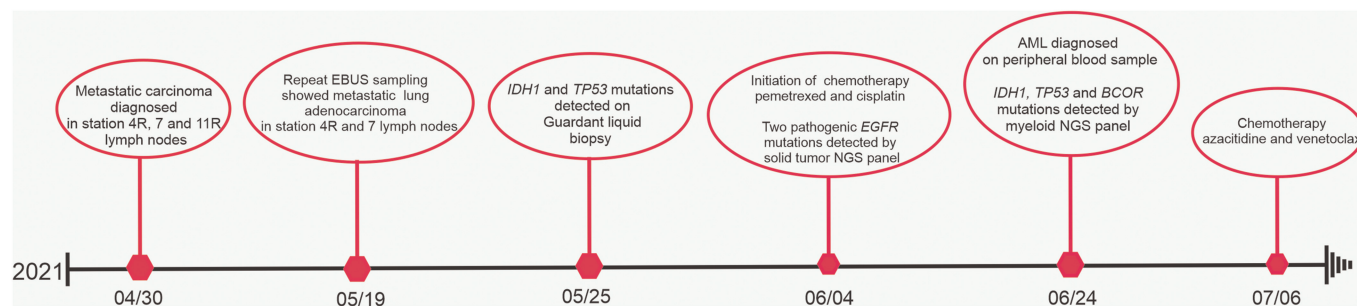 Metastatic carcinoma
diagnosed
in station 4R, 7 and 11R
lymph nodes
Repeat EBUS sampling
showed metastatic lung
adenocarcinoma
in station 4R and 7 lymph nodes
IDH1 and TP53 mutations
detected on
Guardant liquid
biopsy
Initiation of chemotherapy
pemetrexed and cisplatin
Two pathogenic EGFR
mutations detected by
solid tumor NGS panel
AML diagnosed
on peripheral blood sample
IDH1, TP53 and BCOR
mutations detected by
myeloid NGS panel
Chemotherapy
azacitidine and venetoclax
2021
04/30
05/19
05/25
06/04
06/24
07/06